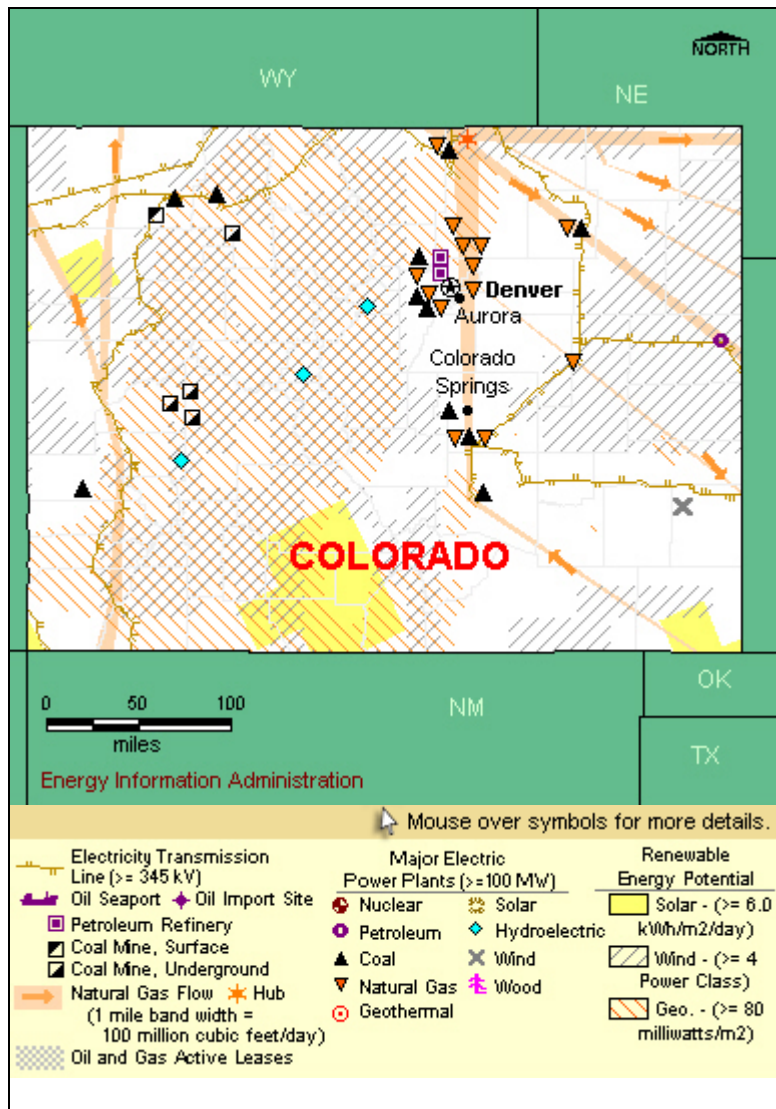 NORTH
WY
NE
Denver
Aurora
Colorado
Springs
COLORADO
OK
0 50 100
miles
NM
TX
Energy Information Administration
Mouse over symbols for more details.
Electricity Transmission
Line (>= 345 kV)
Oil Seaport Oil Import Site
Petroleum Refinery
Coal Mine, Surface
Coal Mine, Underground
Natural Gas Flow Hub
(1 mile band width =
100 million cubic feet/day)
Oil and Gas Active Leases
Major Electric
Power Plants (>=100 MW)
Nuclear Solar
Petroleum Hydroelectric
Coal Wind
Natural Gas Wood
Geothermal
Renewable
Energy Potential
Solar - (>= 6.0
kWh/m2/day)
Wind - (>= 4
Power Class)
Geo. - (>= 80
milliwatts/m2)